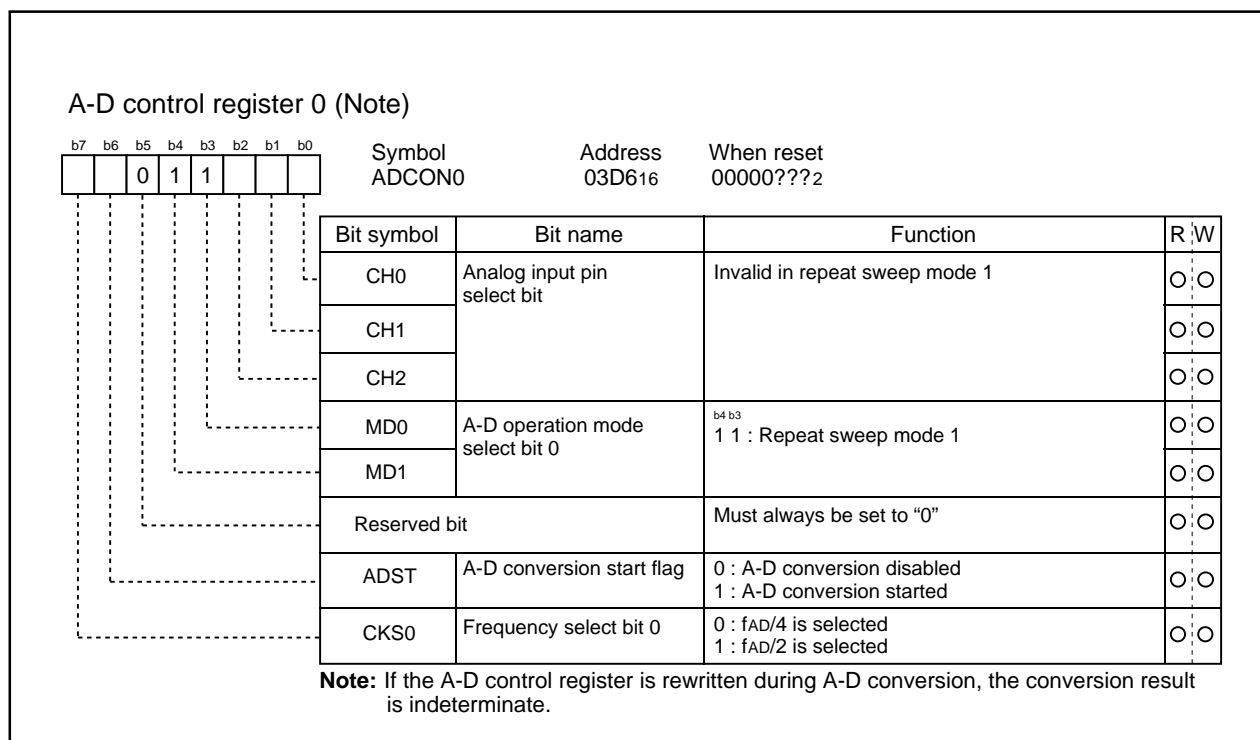 A-D control register 0 (Note)
b7 b6 b5 b4 b3 b2 b1 b0
0 1 1
Symbol Address When reset
ADCON0 03D616 00000???2
Bit symbol Bit name Function R W
CH0 Analog input pin select bit Invalid in repeat sweep mode 1
CH1
CH2
MD0 A-D operation mode select bit 0 b4 b3
1 1 : Repeat sweep mode 1
MD1
Reserved bit Must always be set to “0”
ADST A-D conversion start flag 0 : A-D conversion disabled
1 : A-D conversion started
CKS0 Frequency select bit 0 0 : fAD/4 is selected
1 : fAD/2 is selected
Note: If the A-D control register is rewritten during A-D conversion, the conversion result
is indeterminate.